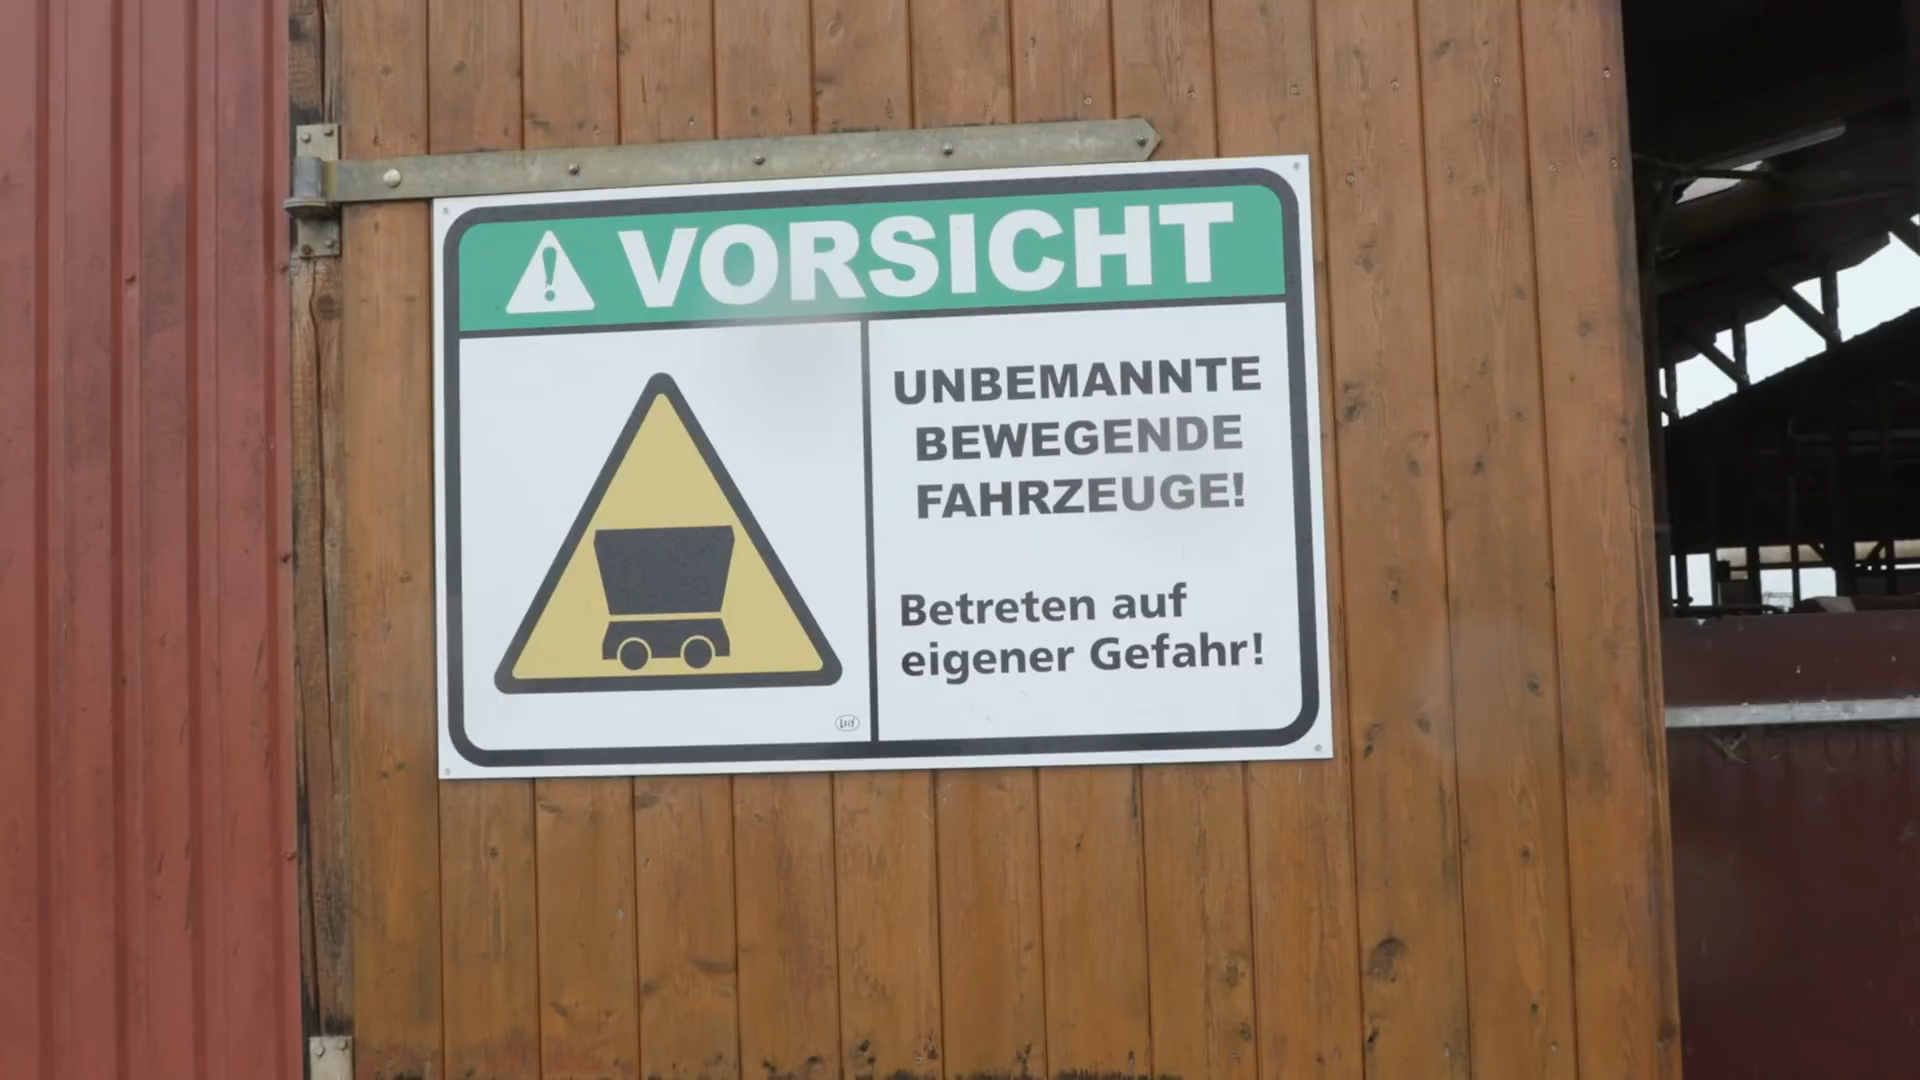 VORSICHT
UNBEMANNTE
BEWEGENDE
FAHRZEUGE!
Betreten auf
eigener Gefahr!